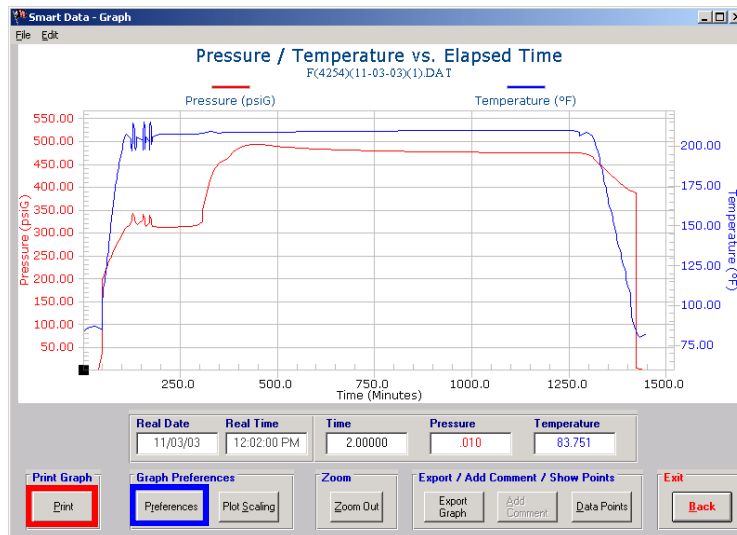 Smart Data - Graph
File Edit
Pressure / Temperature vs. Elapsed Time
F(4254)(11-03-03)(1).DAT
Pressure (psiG) Temperature (°F)
550.00
500.00
450.00
400.00
350.00
300.00
250.00
200.00
150.00
100.00
50.00
Pressure (psiG)
200.00
175.00
150.00
125.00
100.00
75.00
Temperature (°F)
250.0 500.0 750.0 1000.0 1250.0 1500.0
Time (Minutes)
Real Date Real Time Time Pressure Temperature
11/03/03 12:02:00 PM 2.00000 .010 83.751
Print Graph Graph Preferences Zoom Export / Add Comment / Show Points Exit
Print Preferences Plot Scaling Zoom Out Export Graph Add Comment Data Points Back